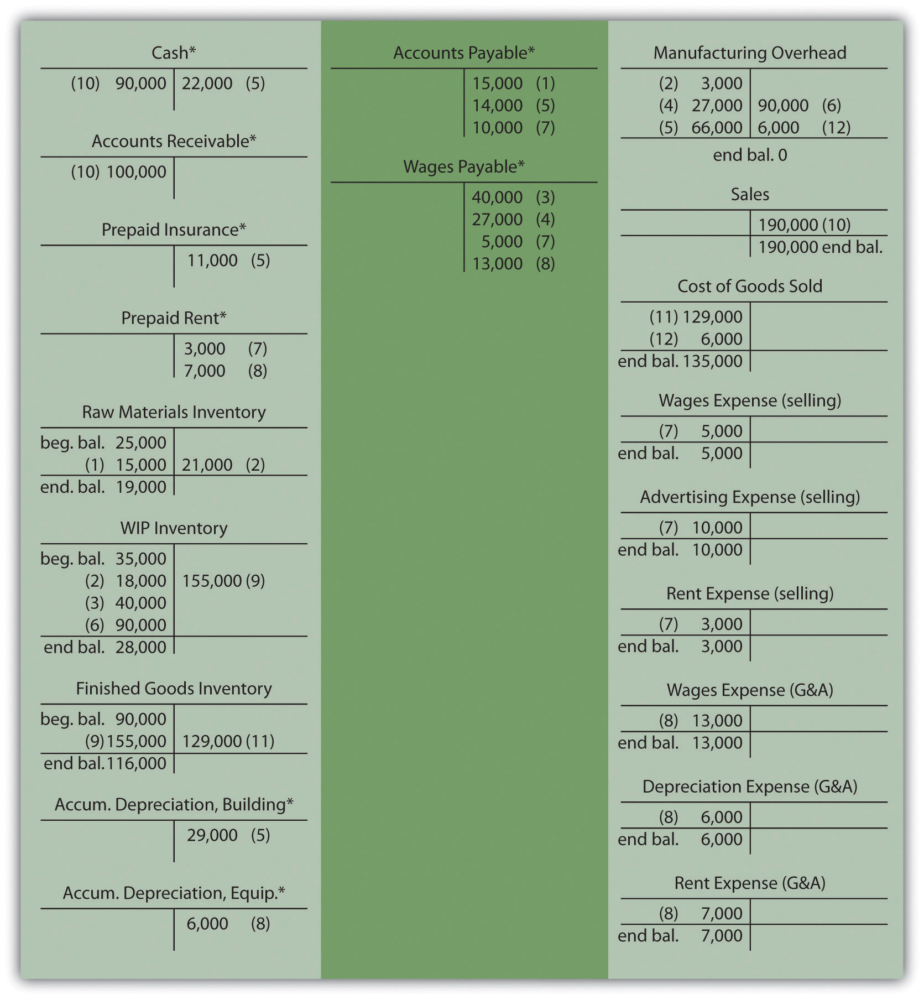 Cash*
(10) 90,000 22,000 (5)
Accounts Receivable*
(10) 100,000
Prepaid Insurance*
11,000 (5)
Prepaid Rent*
3,000 (7)
7,000 (8)
Raw Materials Inventory
beg. bal. 25,000
(1) 15,000 21,000 (2)
end. bal. 19,000
WIP Inventory
beg. bal. 35,000
(2) 18,000 155,000 (9)
(3) 40,000
(6) 90,000
end bal. 28,000
Finished Goods Inventory
beg. bal. 90,000
(9) 155,000 129,000 (11)
end bal. 116,000
Accum. Depreciation, Building*
29,000 (5)
Accum. Depreciation, Equip.*
6,000 (8)
Accounts Payable*
15,000 (1)
14,000 (5)
10,000 (7)
Wages Payable*
40,000 (3)
27,000 (4)
5,000 (7)
13,000 (8)
Manufacturing Overhead
(2) 3,000
(4) 27,000 90,000 (6)
(5) 66,000 6,000 (12)
end bal. 0
Sales
190,000 (10)
190,000 end bal.
Cost of Goods Sold
(11) 129,000
(12) 6,000
end bal. 135,000
Wages Expense (selling)
(7) 5,000
end bal. 5,000
Advertising Expense (selling)
(7) 10,000
end bal. 10,000
Rent Expense (selling)
(7) 3,000
end bal. 3,000
Wages Expense (G&A)
(8) 13,000
end bal. 13,000
Depreciation Expense (G&A)
(8) 6,000
end bal. 6,000
Rent Expense (G&A)
(8) 7,000
end bal. 7,000